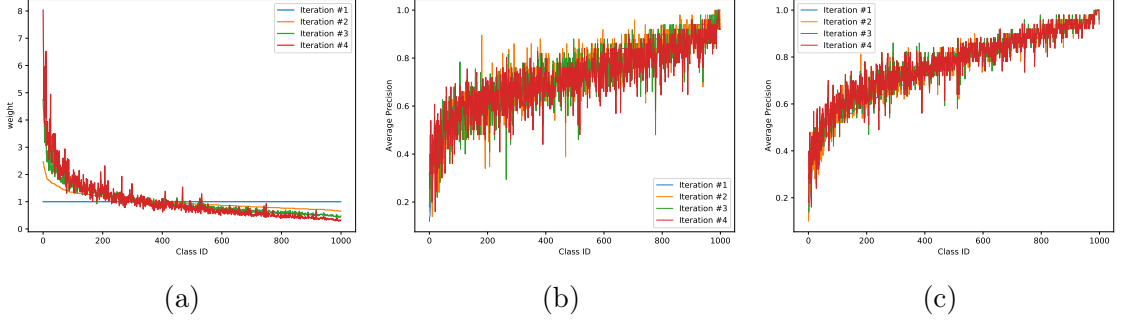 8
7
6
5
4
3
2
1
0
weight
0
200
400
600
800
1000
Class ID
Iteration #1
Iteration #2
Iteration #3
Iteration #4
(a)
1.0
0.8
0.6
0.4
0.2
Average Precision
0
200
400
600
800
1000
Class ID
Iteration #1
Iteration #2
Iteration #3
Iteration #4
(b)
1.0
0.8
0.6
0.4
0.2
Average Precision
0
200
400
600
800
1000
Class ID
Iteration #1
Iteration #2
Iteration #3
Iteration #4
(c)